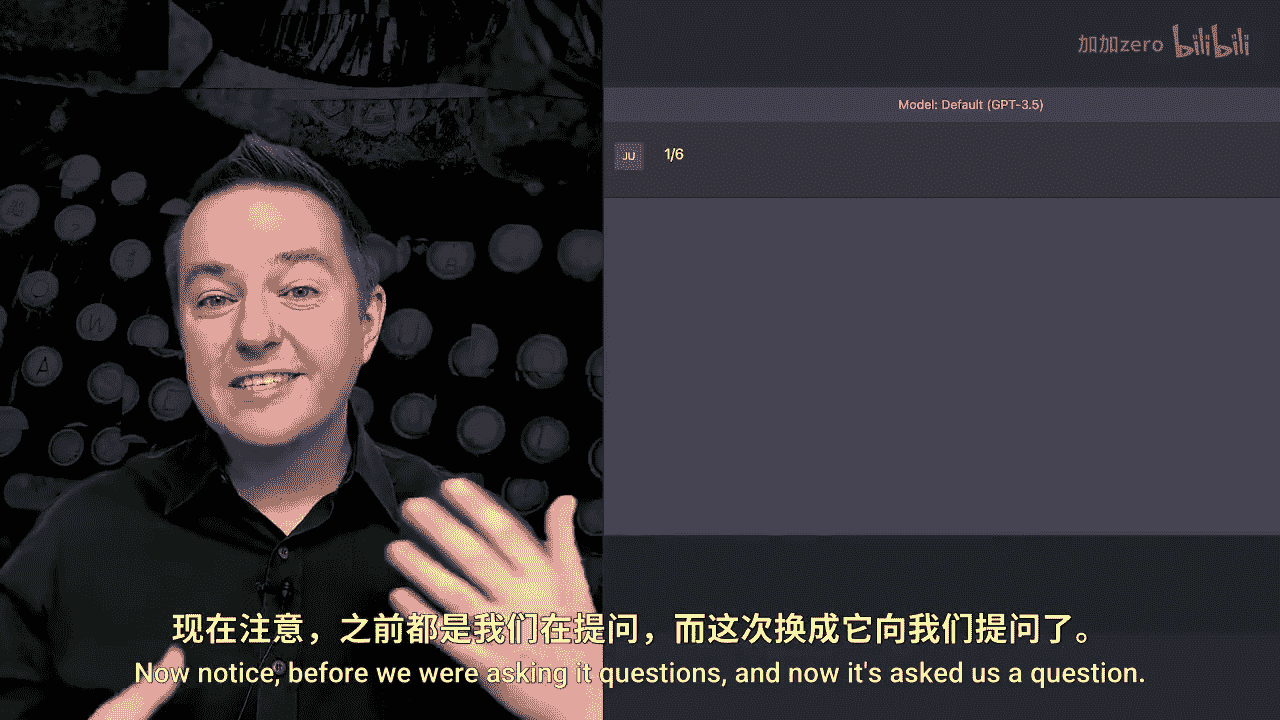 加加zero bilibili
Model: Default (GPT-3.5)
JU 1/6
现在注意，之前都是我们在提问，而这次换成它向我们提问了。
Now notice, before we were asking it questions, and now it's asked us a question.